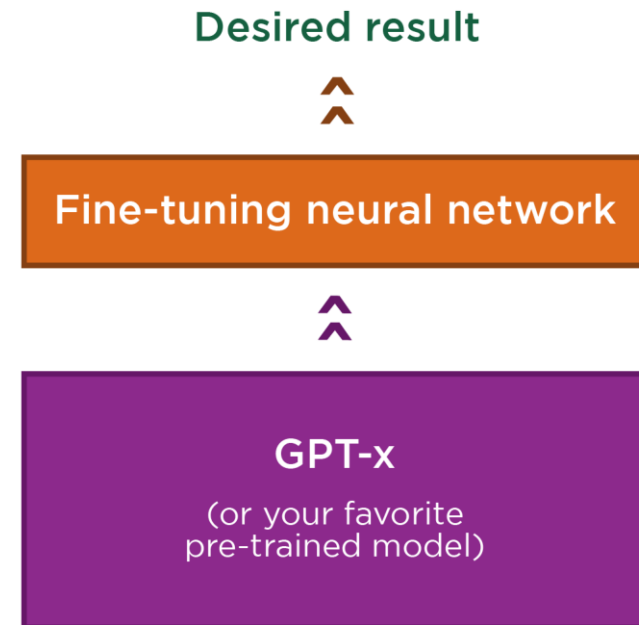 Desired result
Fine-tuning neural network
GPT-x
(or your favorite
pre-trained model)